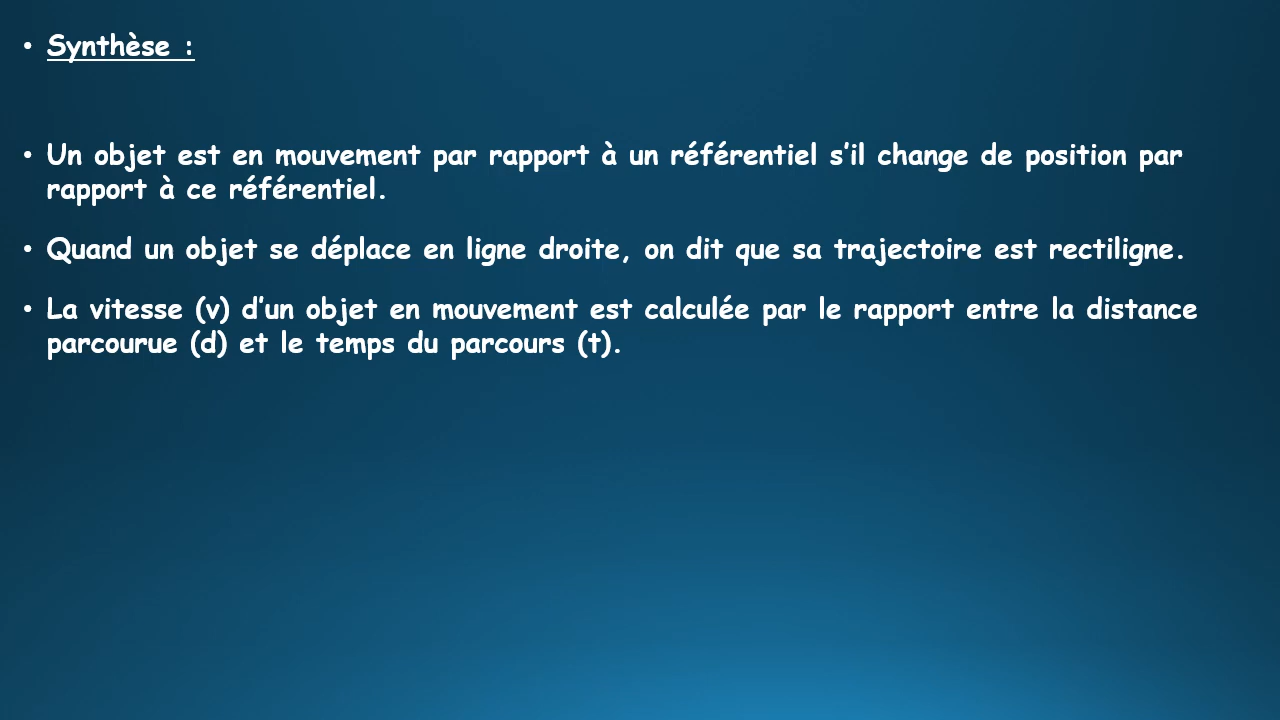 • Synthèse :
• Un objet est en mouvement par rapport à un référentiel s’il change de position par
rapport à ce référentiel.
• Quand un objet se déplace en ligne droite, on dit que sa trajectoire est rectiligne.
• La vitesse (v) d’un objet en mouvement est calculée par le rapport entre la distance
parcourue (d) et le temps du parcours (t).